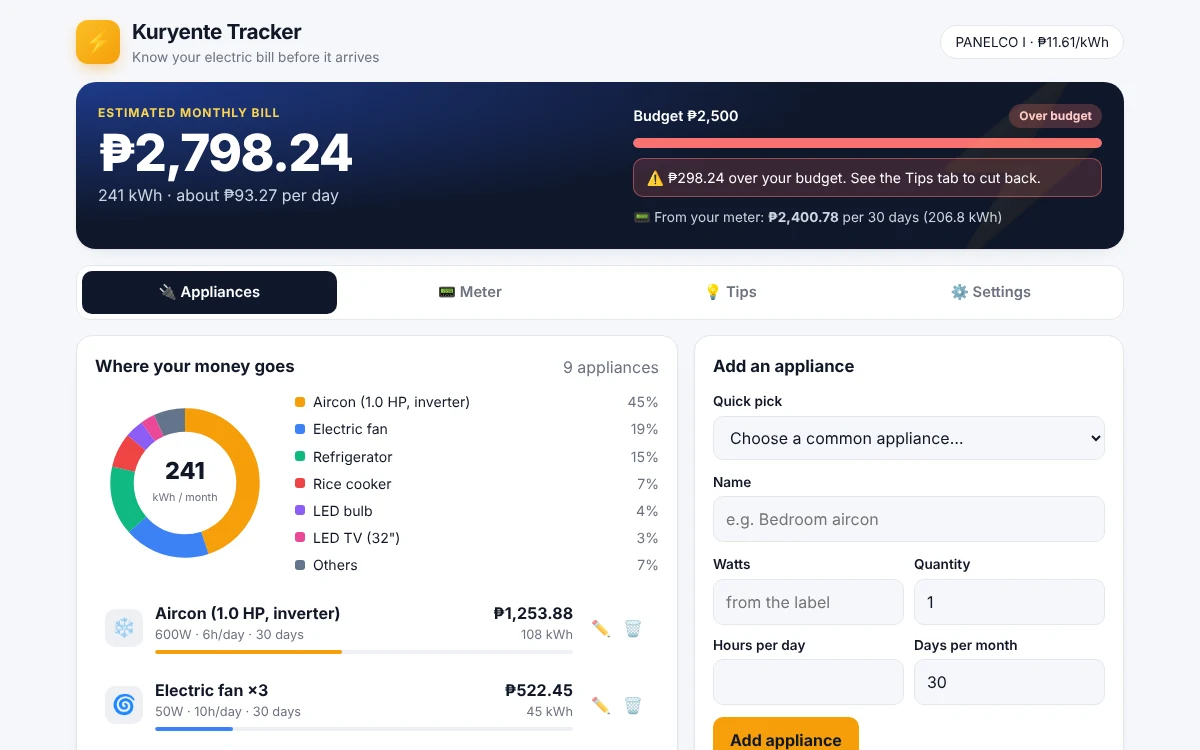 Kuryente Tracker
Know your electric bill before it arrives
PANELCO I · ₱11.61/kWh
ESTIMATED MONTHLY BILL
₱2,798.24
241 kWh · about ₱93.27 per day
Budget ₱2,500
Over budget
⚠️ ₱298.24 over your budget. See the Tips tab to cut back.
📟 From your meter: ₱2,400.78 per 30 days (206.8 kWh)
🔌 Appliances
📟 Meter
💡 Tips
⚙️ Settings
Where your money goes
9 appliances
241
kWh / month
Aircon (1.0 HP, inverter) 45%
Electric fan 19%
Refrigerator 15%
Rice cooker 7%
LED bulb 4%
LED TV (32") 3%
Others 7%
Aircon (1.0 HP, inverter) ₱1,253.88
600W · 6h/day · 30 days 108 kWh
Electric fan ×3 ₱522.45
50W · 10h/day · 30 days 45 kWh
Add an appliance
Quick pick
Choose a common appliance...
Name
e.g. Bedroom aircon
Watts Quantity
from the label 1
Hours per day Days per month
30
Add appliance